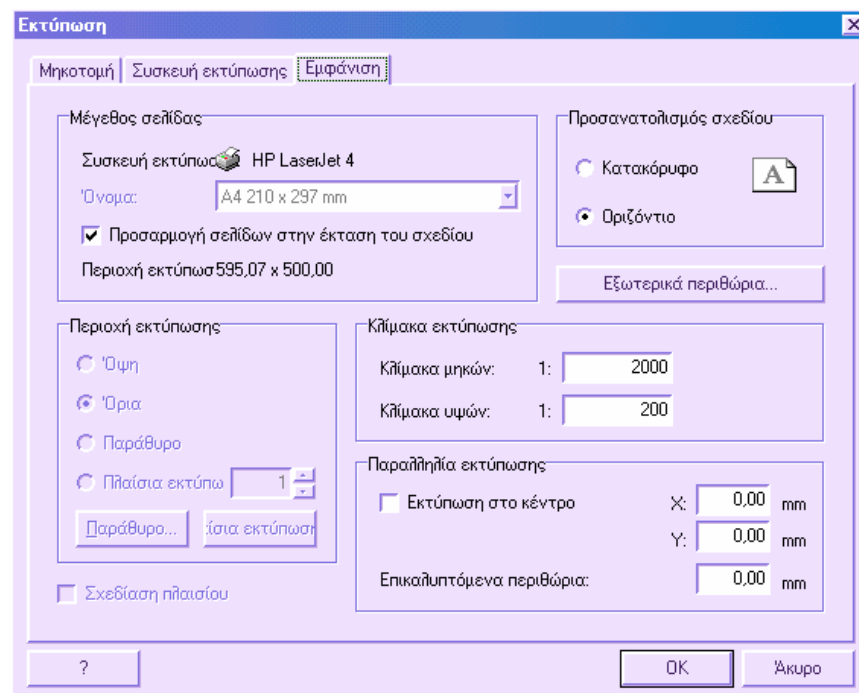 Εκτύπωση
Μηκοτομή
Συσκευή εκτύπωσης
Εμφάνιση
Μέγεθος σελίδας
Συσκευή εκτύπωσ HP LaserJet 4
Όνομα: A4 210 x 297 mm
Προσαρμογή σελίδων στην έκταση του σχεδίου
Περιοχή εκτύπωσ 595,07 x 500,00
Προσανατολισμός σχεδίου
Κατακόρυφο
A
Οριζόντιο
Εξωτερικά περιθώρια...
Περιοχή εκτύπωσης
Όψη
Όρια
Παράθυρο
Πλαίσια εκτύπω 1
Παράθυρο... ίσια εκτύπωση
Σχεδίαση πλαισίου
Κλίμακα εκτύπωσης
Κλίμακα μηκών: 1: 2000
Κλίμακα υψών: 1: 200
Παραλληλία εκτύπωσης
Εκτύπωση στο κέντρο X: 0,00 mm
Y: 0,00 mm
Επικαλυπτόμενα περιθώρια: 0,00 mm
? OK Άκυρο